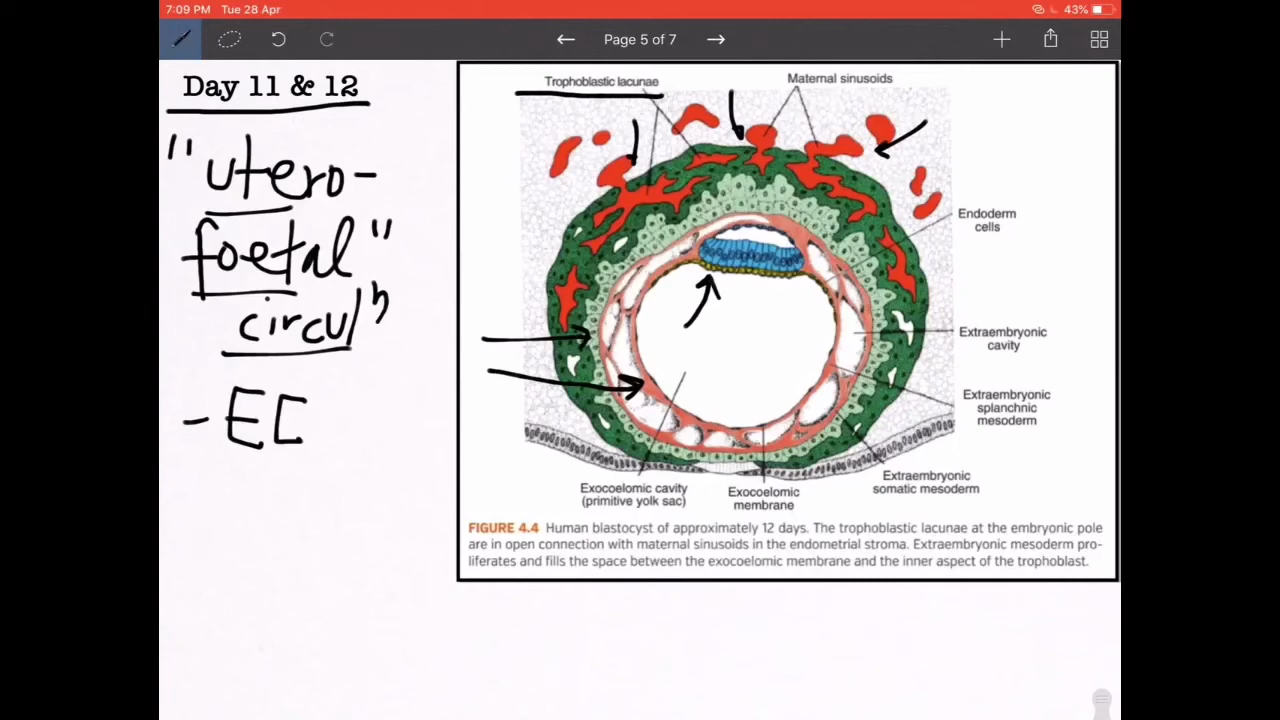 7:09 PM Tue 28 Apr
43%
Page 5 of 7
Day 11 & 12
"utero-
foetal"
circulⁿ
- EC
Trophoblastic lacunae
Maternal sinusoids
Endoderm
cells
Extraembryonic
cavity
Extraembryonic
splanchnic
mesoderm
Extraembryonic
somatic mesoderm
Exocoelomic
membrane
Exocoelomic cavity
(primitive yolk sac)
FIGURE 4.4 Human blastocyst of approximately 12 days. The trophoblastic lacunae at the embryonic pole
are in open connection with maternal sinusoids in the endometrial stroma. Extraembryonic mesoderm pro-
liferates and fills the space between the exocoelomic membrane and the inner aspect of the trophoblast.